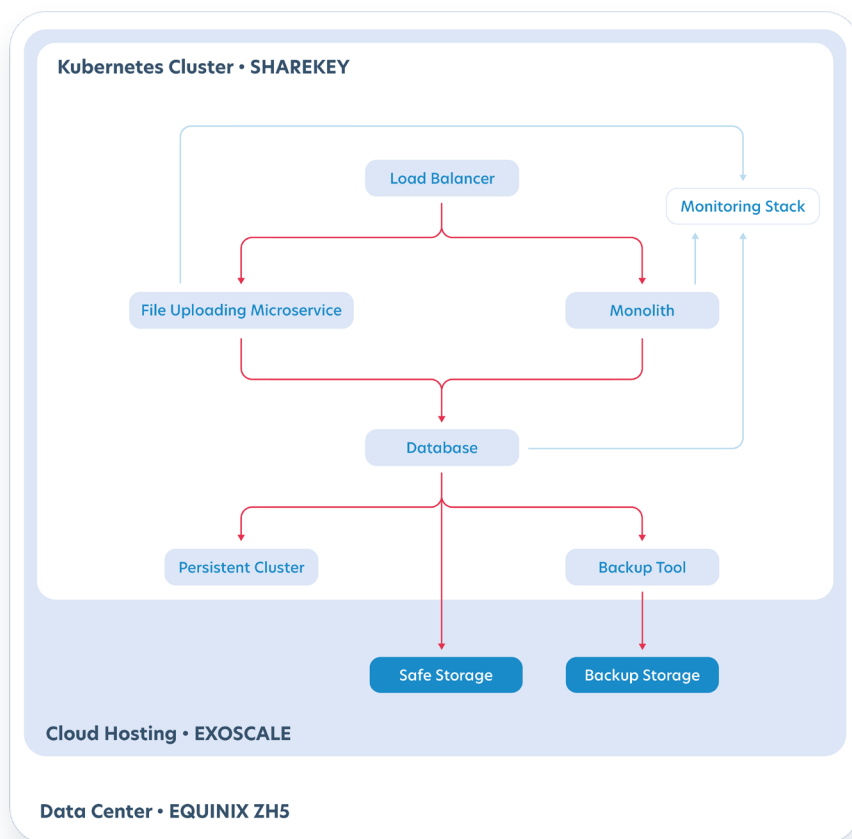 Kubernetes Cluster • SHAREKEY
Load Balancer
Monitoring Stack
File Uploading Microservice
Monolith
Database
Persistent Cluster
Backup Tool
Safe Storage
Backup Storage
Cloud Hosting • EXOSCALE
Data Center • EQUINIX ZH5